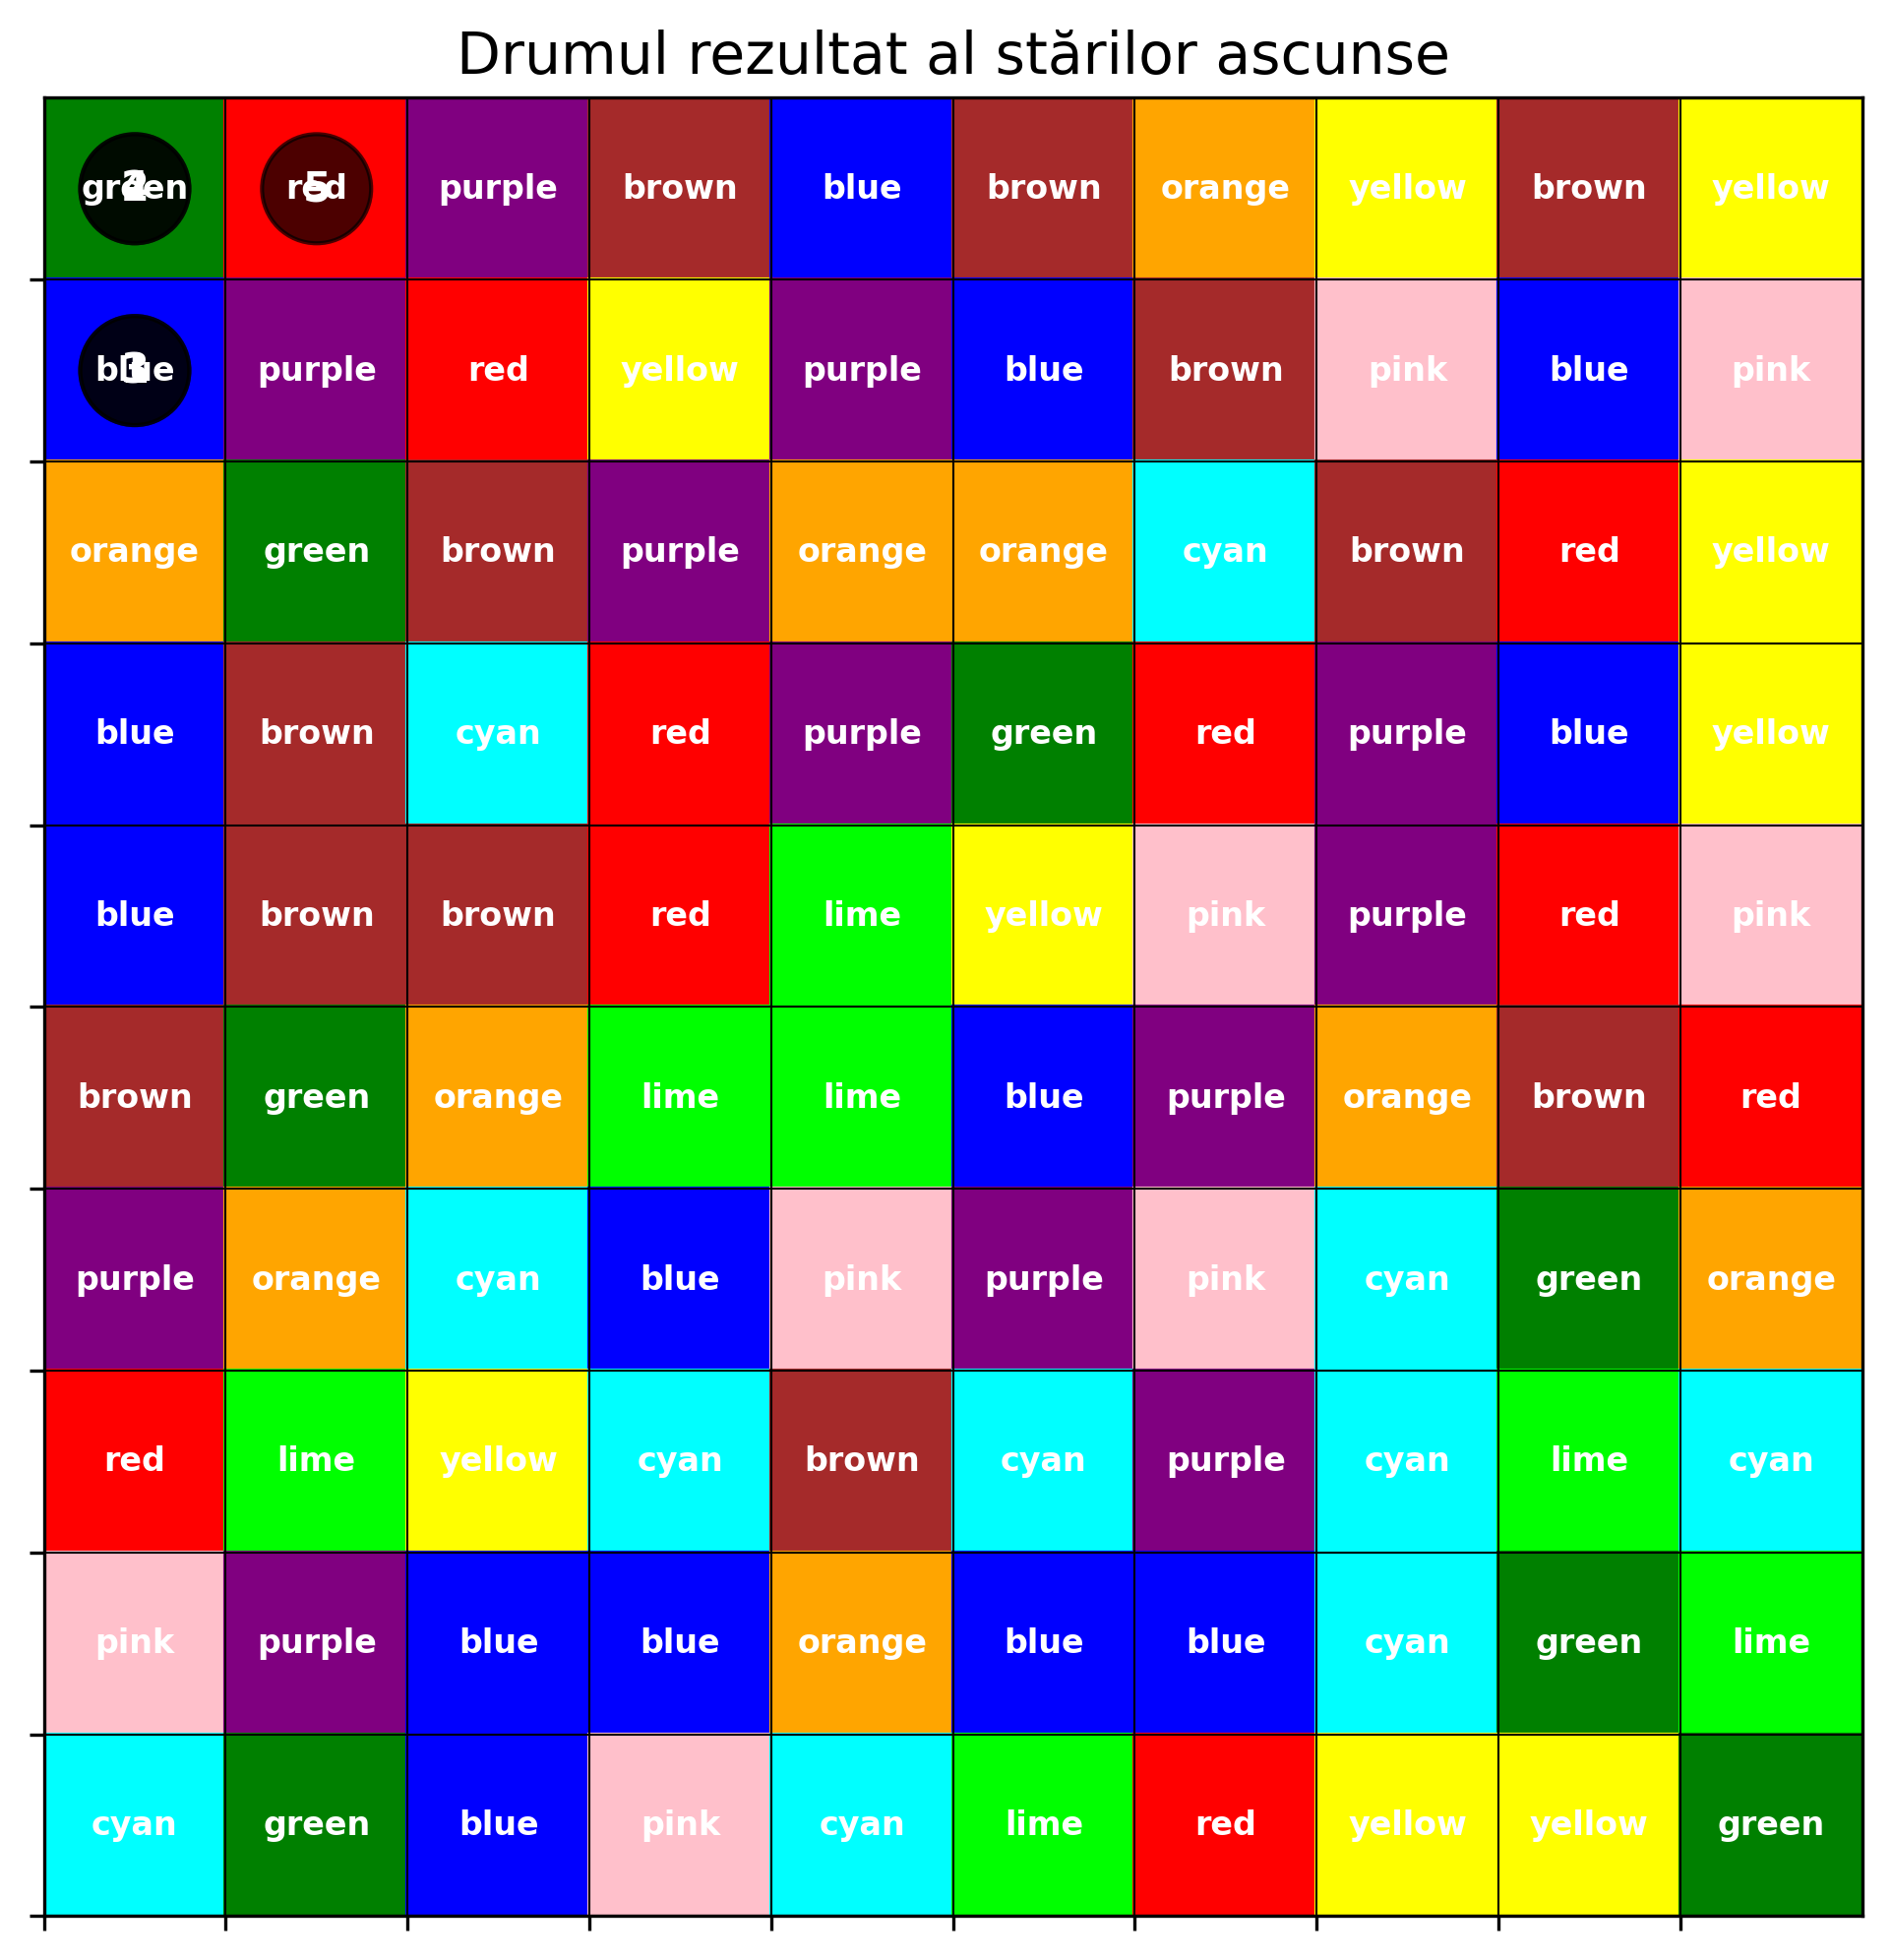 Drumul rezultat al stărilor ascunse
green red 5 purple brown blue brown orange yellow brown yellow
blue purple red yellow purple blue brown pink blue pink
orange green brown purple orange orange cyan brown red yellow
blue brown cyan red purple green red purple blue yellow
blue brown brown red lime yellow pink purple red pink
brown green orange lime lime blue purple orange brown red
purple orange cyan blue pink purple pink cyan green orange
red lime yellow cyan brown cyan purple cyan lime cyan
pink purple blue blue orange blue blue cyan green lime
cyan green blue pink cyan lime red yellow yellow green